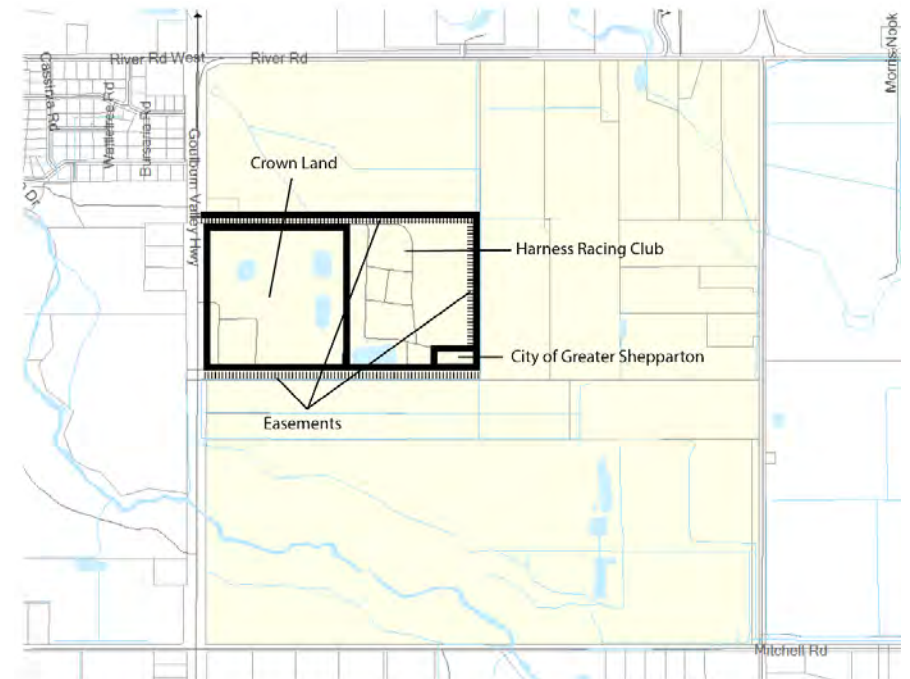 River Rd West
River Rd
Morris Nook
Cassinia Rd
Wattletree Rd
Bursaria Rd
Goulburn Valley Hwy
Crown Land
Dr
Harness Racing Club
City of Greater Shepparton
Easements
Mitchell Rd